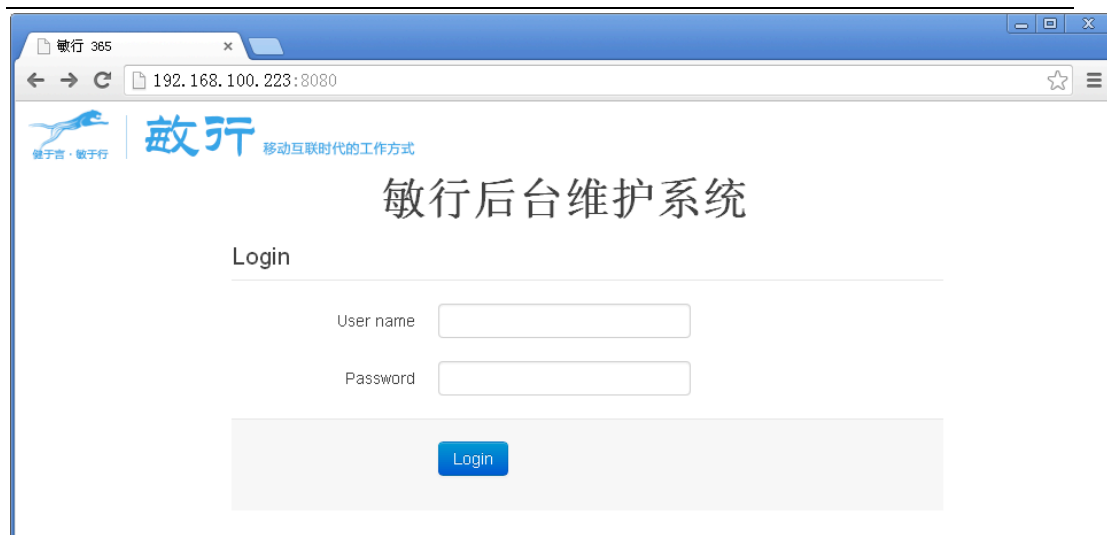 敏行 365
192.168.100.223:8080
健于言·敏于行
敏行 移动互联时代的工作方式
敏行后台维护系统
Login
User name
Password
Login